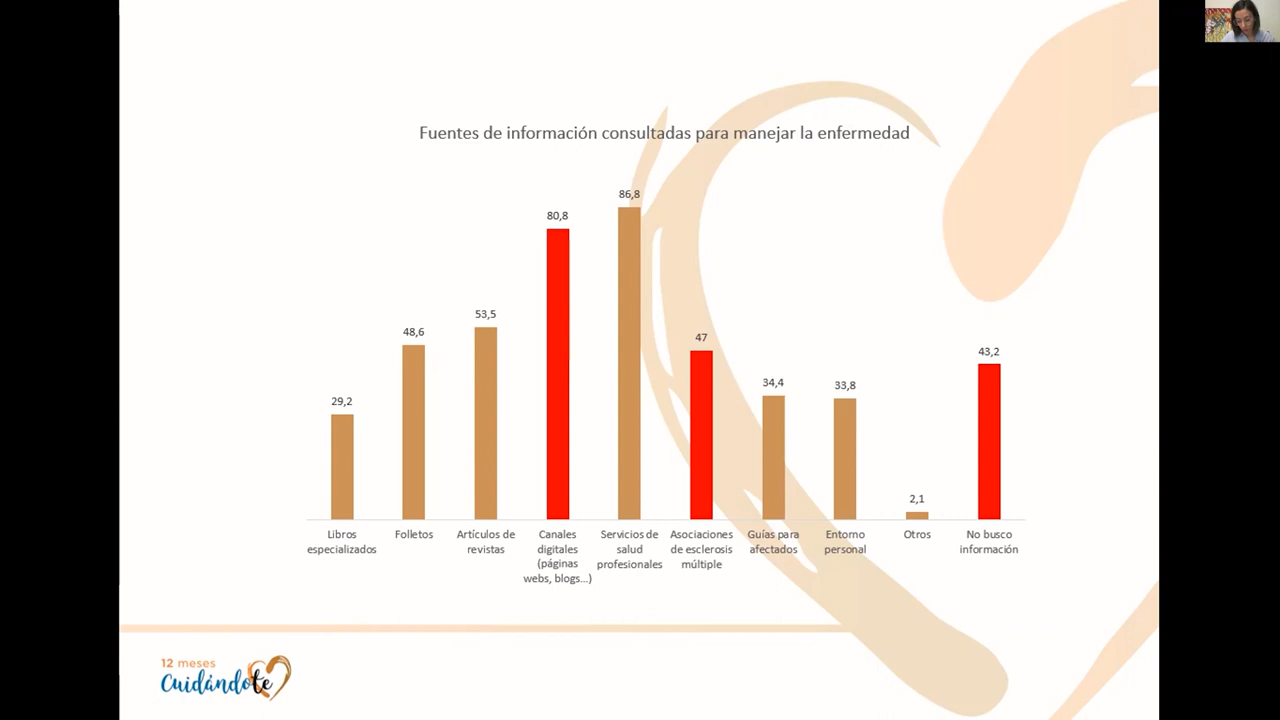 Fuentes de información consultadas para manejar la enfermedad
86,8
80,8
53,5
48,6
47
43,2
34,4
33,8
29,2
2,1
Libros
especializados
Folletos
Artículos de
revistas
Canales
digitales
(páginas
webs, blogs...)
Servicios de
salud
profesionales
Asociaciones
de esclerosis
múltiple
Guías para
afectados
Entorno
personal
Otros
No busco
información
12 meses
Cuidándote